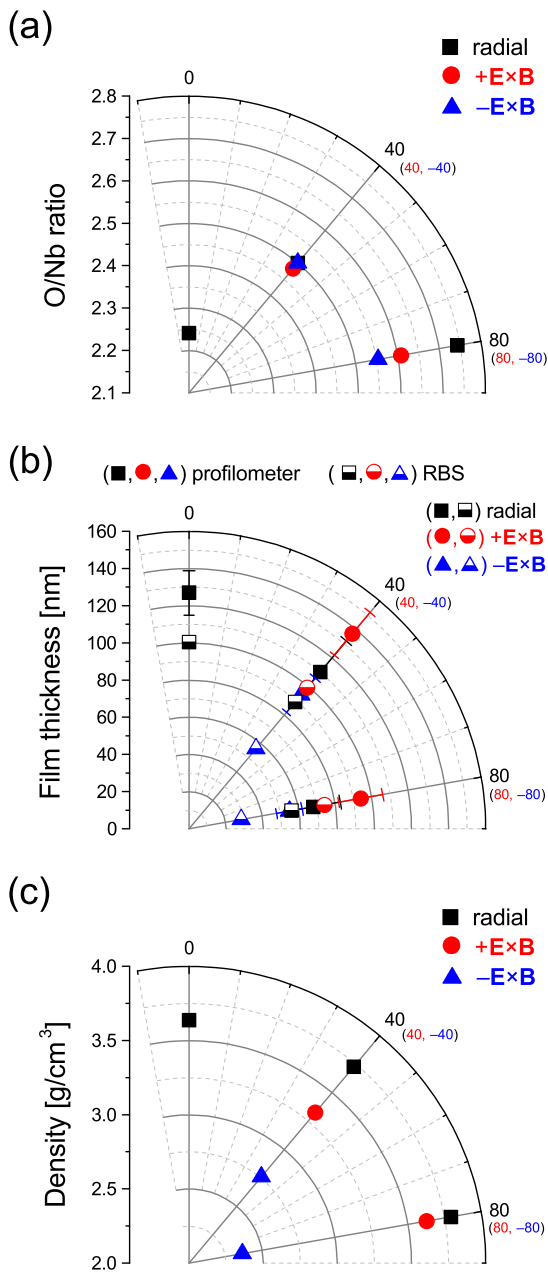 (a)
radial
+E×B
–E×B
0
40
(40, –40)
80
(80, –80)
O/Nb ratio
2.8
2.7
2.6
2.5
2.4
2.3
2.2
2.1
(b)
( , , ) profilometer ( , , ) RBS
( , ) radial
( , ) +E×B
( , ) –E×B
0
40
(40, –40)
80
(80, –80)
Film thickness [nm]
160
140
120
100
80
60
40
20
0
(c)
radial
+E×B
–E×B
0
40
(40, –40)
80
(80, –80)
Density [g/cm³]
4.0
3.5
3.0
2.5
2.0